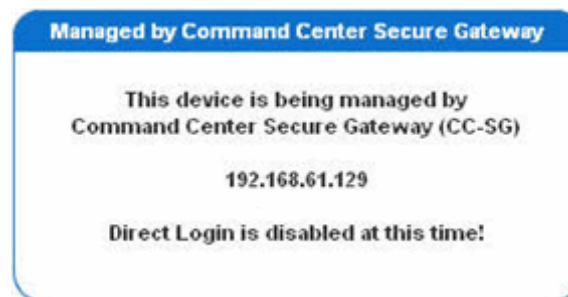 Managed by Command Center Secure Gateway
This device is being managed by
Command Center Secure Gateway (CC-SG)
192.168.61.129
Direct Login is disabled at this time!